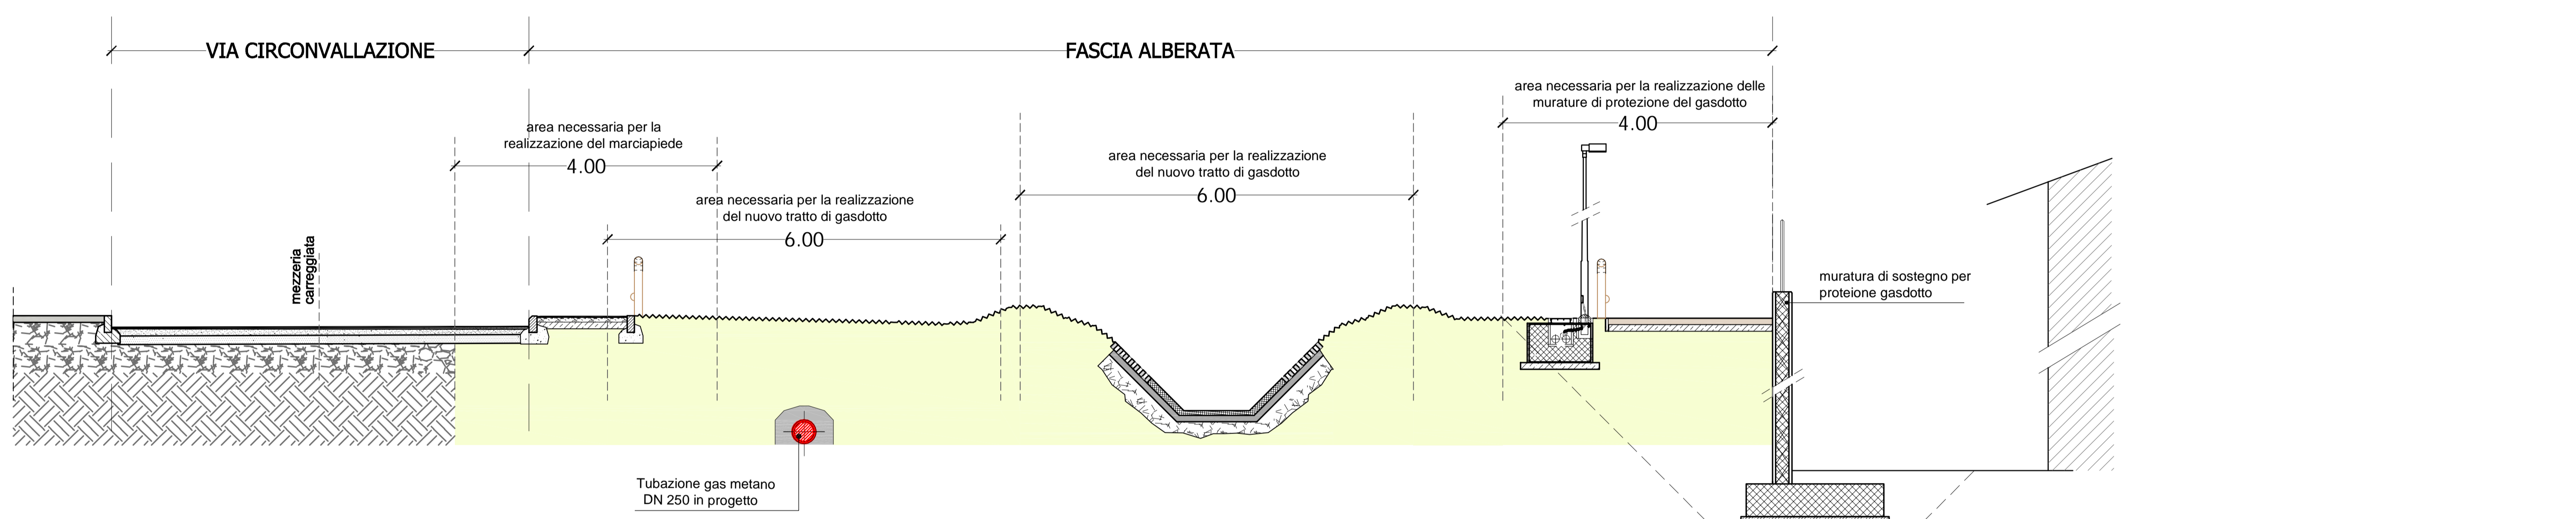 VIA CIRCONVALLAZIONE
FASCIA ALBERATA
area necessaria per la realizzazione delle
murature di protezione del gasdotto
4.00
area necessaria per la
realizzazione del marciapiede
4.00
area necessaria per la realizzazione
del nuovo tratto di gasdotto
6.00
area necessaria per la realizzazione
del nuovo tratto di gasdotto
6.00
mezzeria
carreggiata
muratura di sostegno per
proteione gasdotto
Tubazione gas metano
DN 250 in progetto